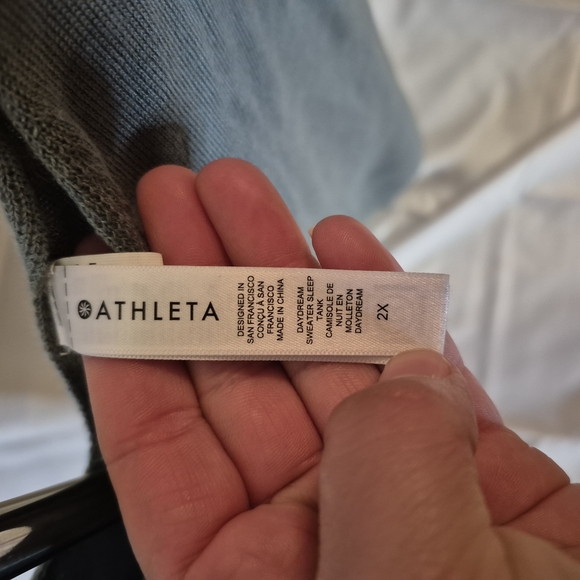 ATHLETA
DESIGNED IN
SAN FRANCISCO
CONÇU À SAN
FRANCISCO
MADE IN CHINA
DAYDREAM
SWEATER SLEEP
TANK
CAMISOLE DE
NUIT EN
MOLLETON
DAYDREAM
2X